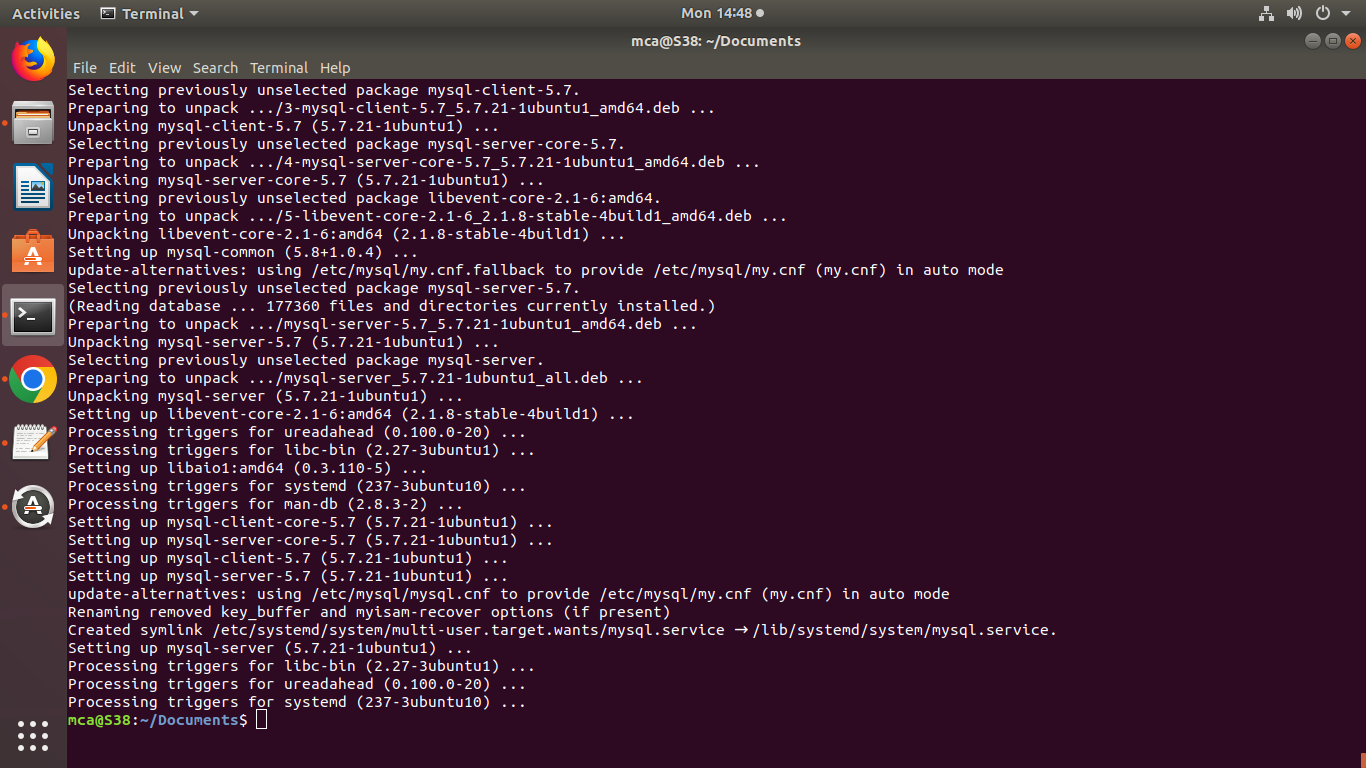 Activities Terminal Mon 14:48
mca@S38: ~/Documents
File Edit View Search Terminal Help
Selecting previously unselected package mysql-client-5.7.
Preparing to unpack .../3-mysql-client-5.7_5.7.21-1ubuntu1_amd64.deb ...
Unpacking mysql-client-5.7 (5.7.21-1ubuntu1) ...
Selecting previously unselected package mysql-server-core-5.7.
Preparing to unpack .../4-mysql-server-core-5.7_5.7.21-1ubuntu1_amd64.deb ...
Unpacking mysql-server-core-5.7 (5.7.21-1ubuntu1) ...
Selecting previously unselected package libevent-core-2.1-6:amd64.
Preparing to unpack .../5-libevent-core-2.1-6_2.1.8-stable-4build1_amd64.deb ...
Unpacking libevent-core-2.1-6:amd64 (2.1.8-stable-4build1) ...
Setting up mysql-common (5.8+1.0.4) ...
update-alternatives: using /etc/mysql/my.cnf.fallback to provide /etc/mysql/my.cnf (my.cnf) in auto mode
Selecting previously unselected package mysql-server-5.7.
(Reading database ... 177360 files and directories currently installed.)
Preparing to unpack .../mysql-server-5.7_5.7.21-1ubuntu1_amd64.deb ...
Unpacking mysql-server-5.7 (5.7.21-1ubuntu1) ...
Selecting previously unselected package mysql-server.
Preparing to unpack .../mysql-server_5.7.21-1ubuntu1_all.deb ...
Unpacking mysql-server (5.7.21-1ubuntu1) ...
Setting up libevent-core-2.1-6:amd64 (2.1.8-stable-4build1) ...
Processing triggers for ureadahead (0.100.0-20) ...
Processing triggers for libc-bin (2.27-3ubuntu1) ...
Setting up libaio1:amd64 (0.3.110-5) ...
Processing triggers for systemd (237-3ubuntu10) ...
Processing triggers for man-db (2.8.3-2) ...
Setting up mysql-client-core-5.7 (5.7.21-1ubuntu1) ...
Setting up mysql-server-core-5.7 (5.7.21-1ubuntu1) ...
Setting up mysql-client-5.7 (5.7.21-1ubuntu1) ...
Setting up mysql-server-5.7 (5.7.21-1ubuntu1) ...
update-alternatives: using /etc/mysql/mysql.cnf to provide /etc/mysql/my.cnf (my.cnf) in auto mode
Renaming removed key_buffer and myisam-recover options (if present)
Created symlink /etc/systemd/system/multi-user.target.wants/mysql.service → /lib/systemd/system/mysql.service.
Setting up mysql-server (5.7.21-1ubuntu1) ...
Processing triggers for libc-bin (2.27-3ubuntu1) ...
Processing triggers for ureadahead (0.100.0-20) ...
Processing triggers for systemd (237-3ubuntu10) ...
mca@S38:~/Documents$